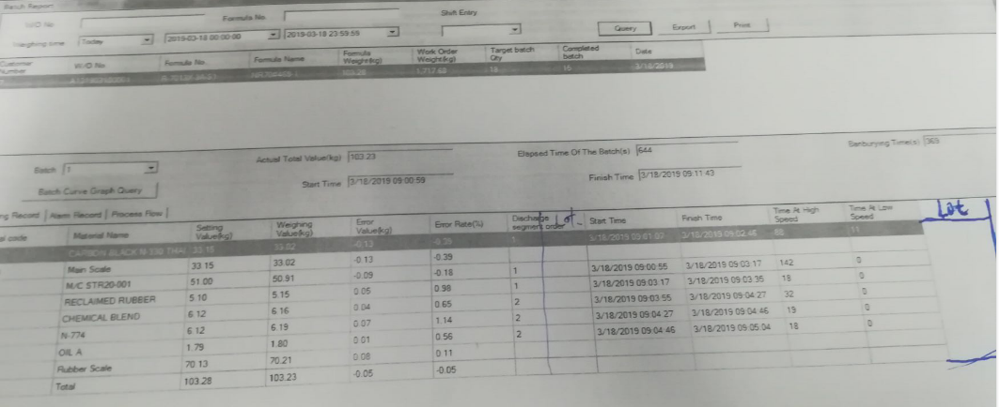 Batch Report
W/O No Formula No Shift Entry
Weighing time Today 2019-03-18 00:00:00 2019-03-18 23:59:59 Query Export Print
Customer Number W/O No Formula No. Formula Name Formula Weight(kg) Work Order Weight(kg) Target batch Qty Completed batch Date
103.28 1,717.68 18 16 3/18/2019
Actual Total Value(kg) 103.23 Elapsed Time Of The Batch(s) 644 Banburying Time(s) 365
Batch 1
Start Time 3/18/2019 09:00:59 Finish Time 3/18/2019 09:11:43
Batch Curve Graph Query
ng Record Alarm Record Process Flow
Lot
al code Material Name Setting Value(kg) Weighing Value(kg) Error Value(kg) Error Rate(%) Discharge segment order Lot Start Time Finish Time Time At High Speed Time At Low Speed
CARBON BLACK N-330 33.15 33.02 -0.13 -0.39 1 3/18/2019 09:02:46 68 11
Main Scale 33.15 33.02 -0.13 -0.39
M/C STR20-001 51.00 50.91 -0.09 -0.18 1 3/18/2019 09:00:55 3/18/2019 09:03:17 142 0
RECLAIMED RUBBER 5.10 5.15 0.05 0.98 1 3/18/2019 09:03:17 3/18/2019 09:03:35 18 0
CHEMICAL BLEND 6.12 6.16 0.04 0.65 2 3/18/2019 09:03:55 3/18/2019 09:04:27 32 0
N-774 6.12 6.19 0.07 1.14 2 3/18/2019 09:04:27 3/18/2019 09:04:46 19 0
OIL A 1.79 1.80 0.01 0.56 2 3/18/2019 09:04:46 3/18/2019 09:05:04 18 0
Rubber Scale 70.13 70.21 0.08 0.11
Total 103.28 103.23 -0.05 -0.05